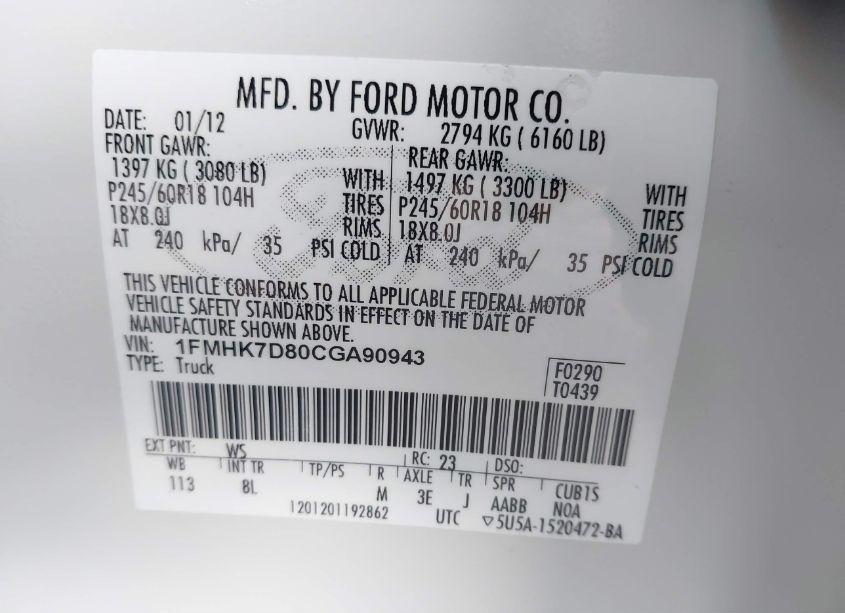 MFD. BY FORD MOTOR CO.
DATE: 01/12 GVWR: 2794 KG ( 6160 LB)
FRONT GAWR: REAR GAWR:
1397 KG ( 3080 LB) WITH 1497 KG ( 3300 LB) WITH
P245/60R18 104H TIRES P245/60R18 104H TIRES
18X8.0J RIMS 18X8.0J RIMS
AT 240 kPa/ 35 PSI COLD AT 240 kPa/ 35 PSI COLD
THIS VEHICLE CONFORMS TO ALL APPLICABLE FEDERAL MOTOR
VEHICLE SAFETY STANDARDS IN EFFECT ON THE DATE OF
MANUFACTURE SHOWN ABOVE.
VIN: 1FMHK7D80CGA90943
TYPE: Truck F0290
T0439
EXT PNT: WS RC: 23 DSO:
WB INT TR TP/PS R AXLE TR SPR CUB1S
113 8L M 3E J AABB NOA
1201201192862 UTC ▽5U5A-1520472-BA
Ford